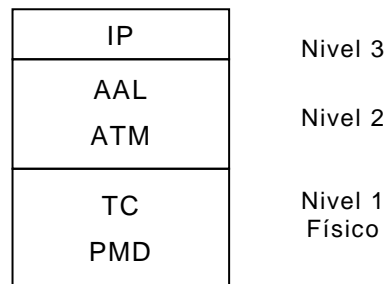 IP
Nivel 3
AAL
ATM
Nivel 2
TC
PMD
Nivel 1
Físico